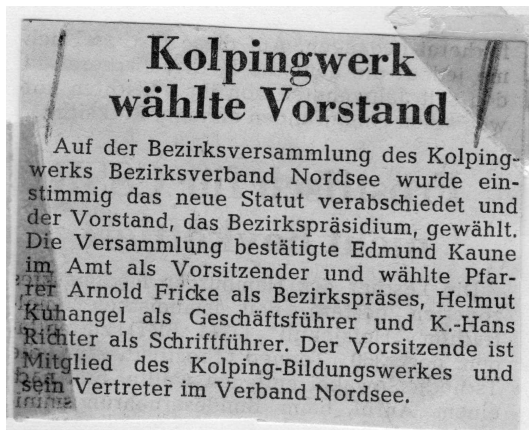 Kolpingwerk
wählte Vorstand
Auf der Bezirksversammlung des Kolping-
werks Bezirksverband Nordsee wurde ein-
stimmig das neue Statut verabschiedet und
der Vorstand, das Bezirkspräsidium, gewählt.
Die Versammlung bestätigte Edmund Kaune
im Amt als Vorsitzender und wählte Pfar-
rer Arnold Fricke als Bezirkspräses, Helmut
Kuhangel als Geschäftsführer und K.-Hans
Richter als Schriftführer. Der Vorsitzende ist
Mitglied des Kolping-Bildungswerkes und
sein Vertreter im Verband Nordsee.